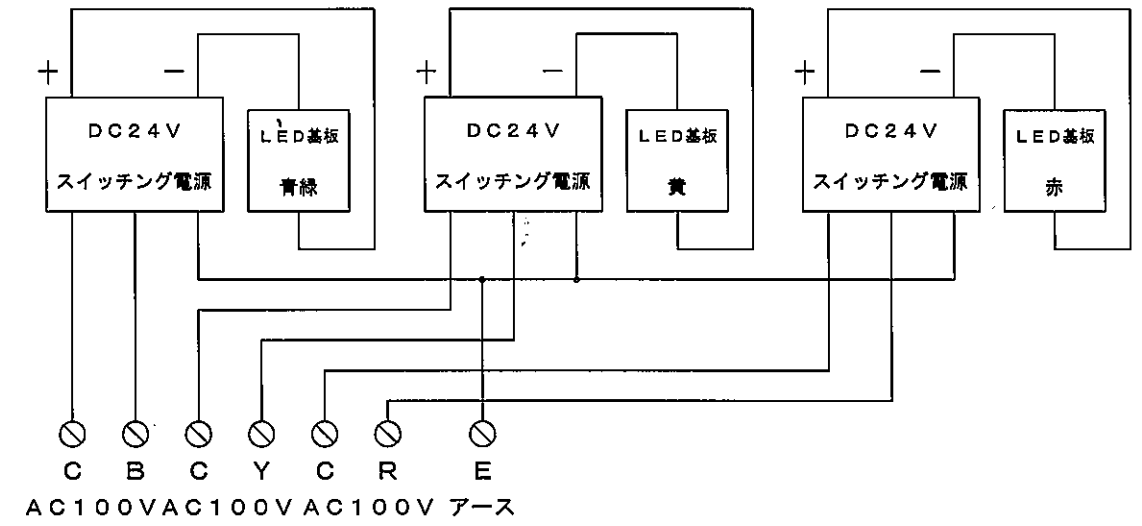 + − + − + −
DC24V LED基板 DC24V LED基板 DC24V LED基板
スイッチング電源 青緑 スイッチング電源 黄 スイッチング電源 赤
C B C Y C R E
AC100V AC100V AC100V アース